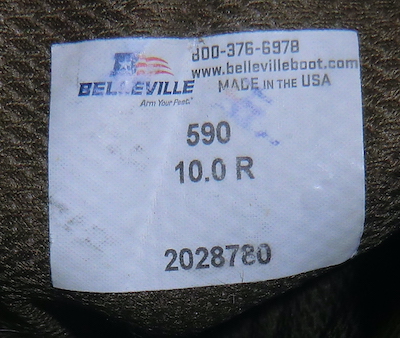 800-376-6978
www.bellevilleboot.com
BELLEVILLE
MADE IN THE USA
Arm Your Feet.
590
10.0 R
2028780